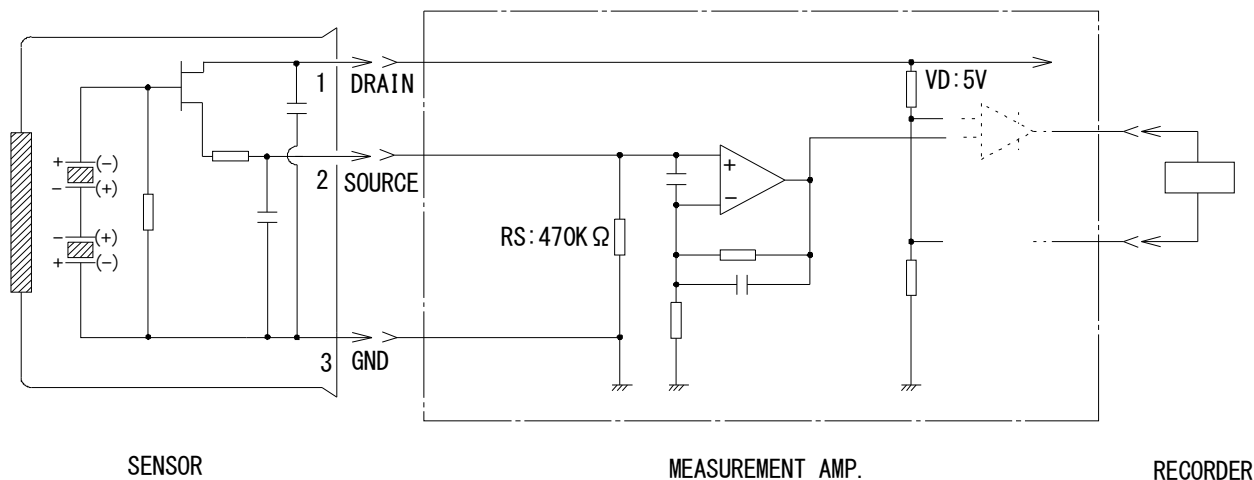 1 DRAIN
VD:5V
+ (-)
- (+)
2 SOURCE
+
-
- (+)
+ (-)
RS:470KΩ
3 GND
SENSOR
MEASUREMENT AMP.
RECORDER